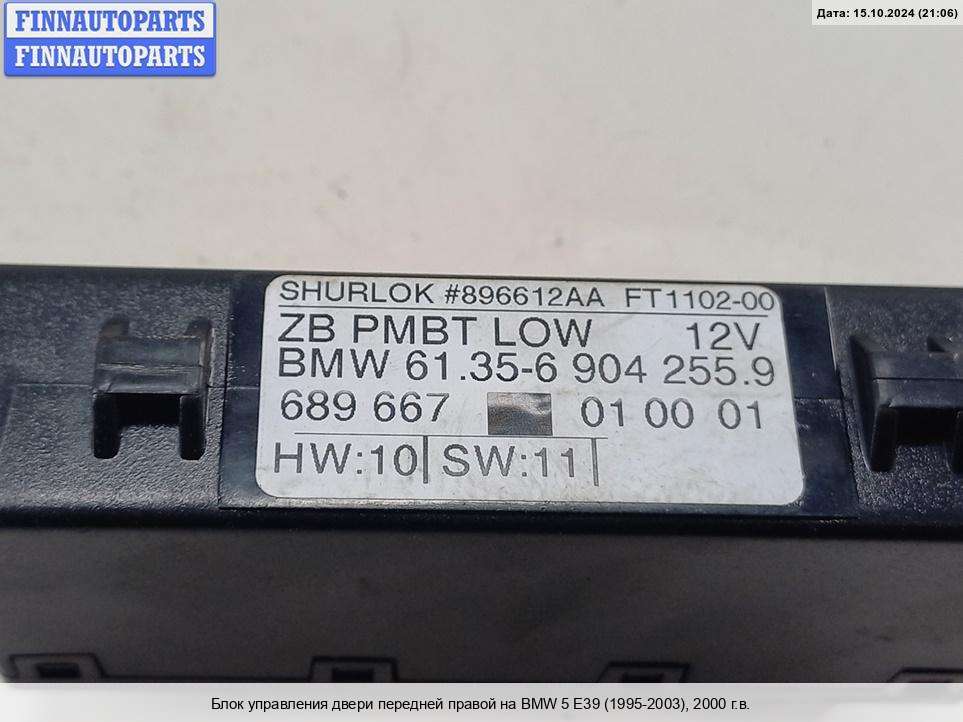 FINNAUTOPARTS
FINNAUTOPARTS
Дата: 15.10.2024 (21:06)
SHURLOK #896612AA FT1102-00
ZB PMBT LOW 12V
BMW 61.35-6 904 255.9
689 667 01 00 01
HW:10| SW:11|
Блок управления двери передней правой на BMW 5 E39 (1995-2003), 2000 г.в.